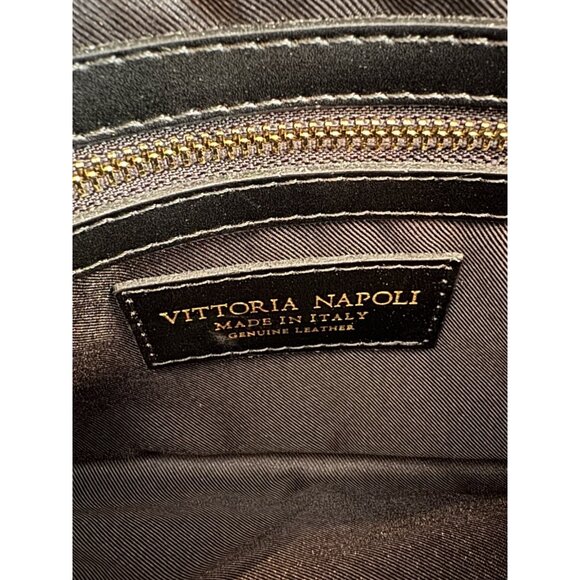 VITTORIA NAPOLI
MADE IN ITALY
GENUINE LEATHER